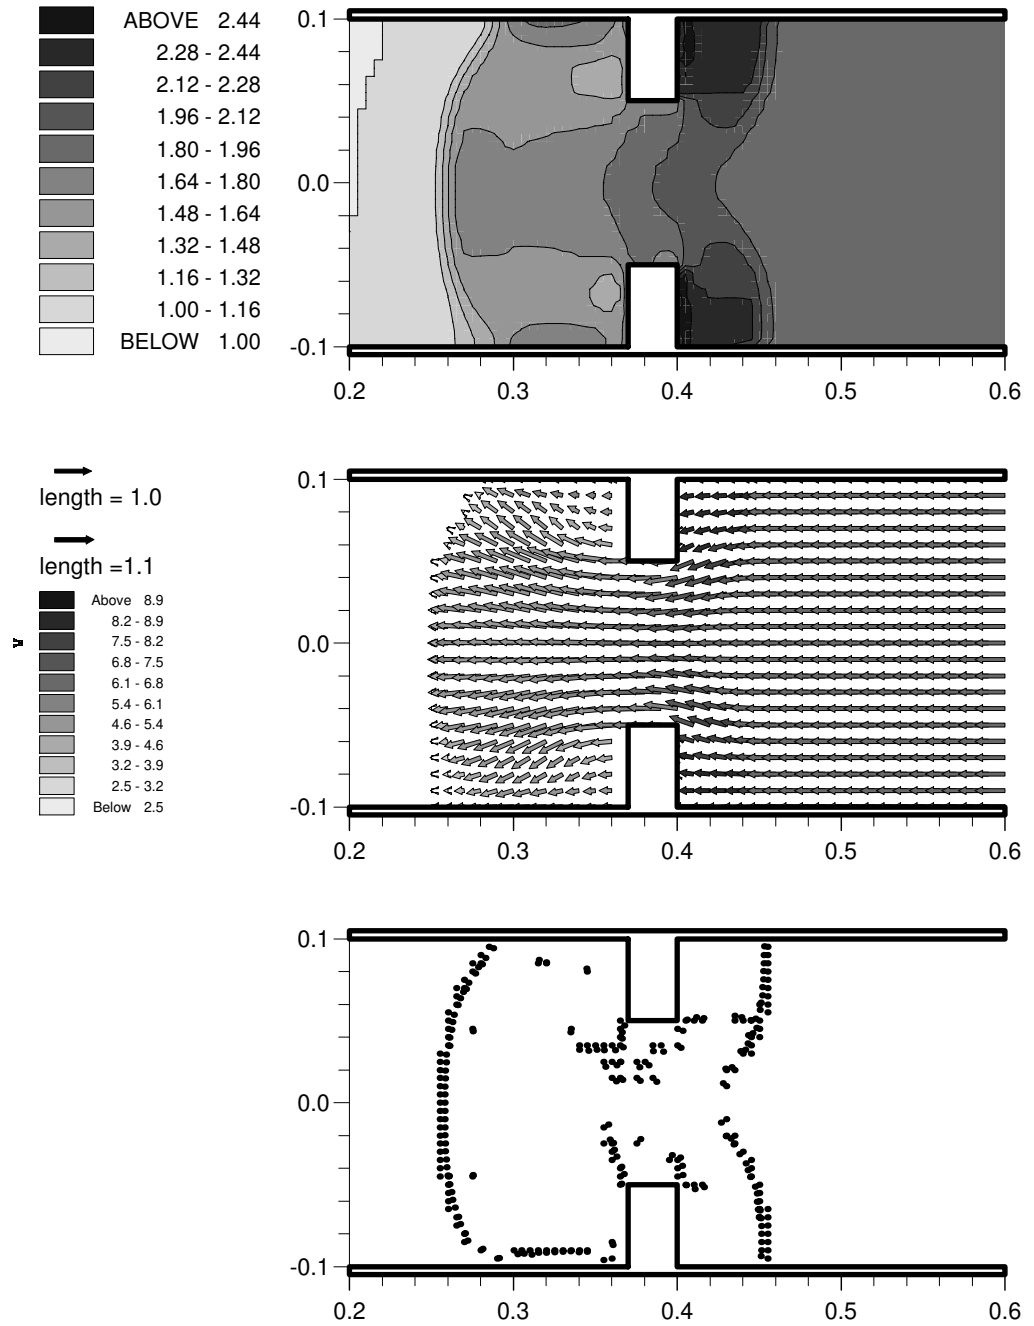 ABOVE 2.44
2.28 - 2.44
2.12 - 2.28
1.96 - 2.12
1.80 - 1.96
1.64 - 1.80
1.48 - 1.64
1.32 - 1.48
1.16 - 1.32
1.00 - 1.16
BELOW 1.00
0.1
0.0
-0.1
0.2 0.3 0.4 0.5 0.6
length = 1.0
length =1.1
Above 8.9
8.2 - 8.9
7.5 - 8.2
6.8 - 7.5
6.1 - 6.8
5.4 - 6.1
4.6 - 5.4
3.9 - 4.6
3.2 - 3.9
2.5 - 3.2
Below 2.5
0.1
0.0
-0.1
0.2 0.3 0.4 0.5 0.6
0.1
0.0
-0.1
0.2 0.3 0.4 0.5 0.6